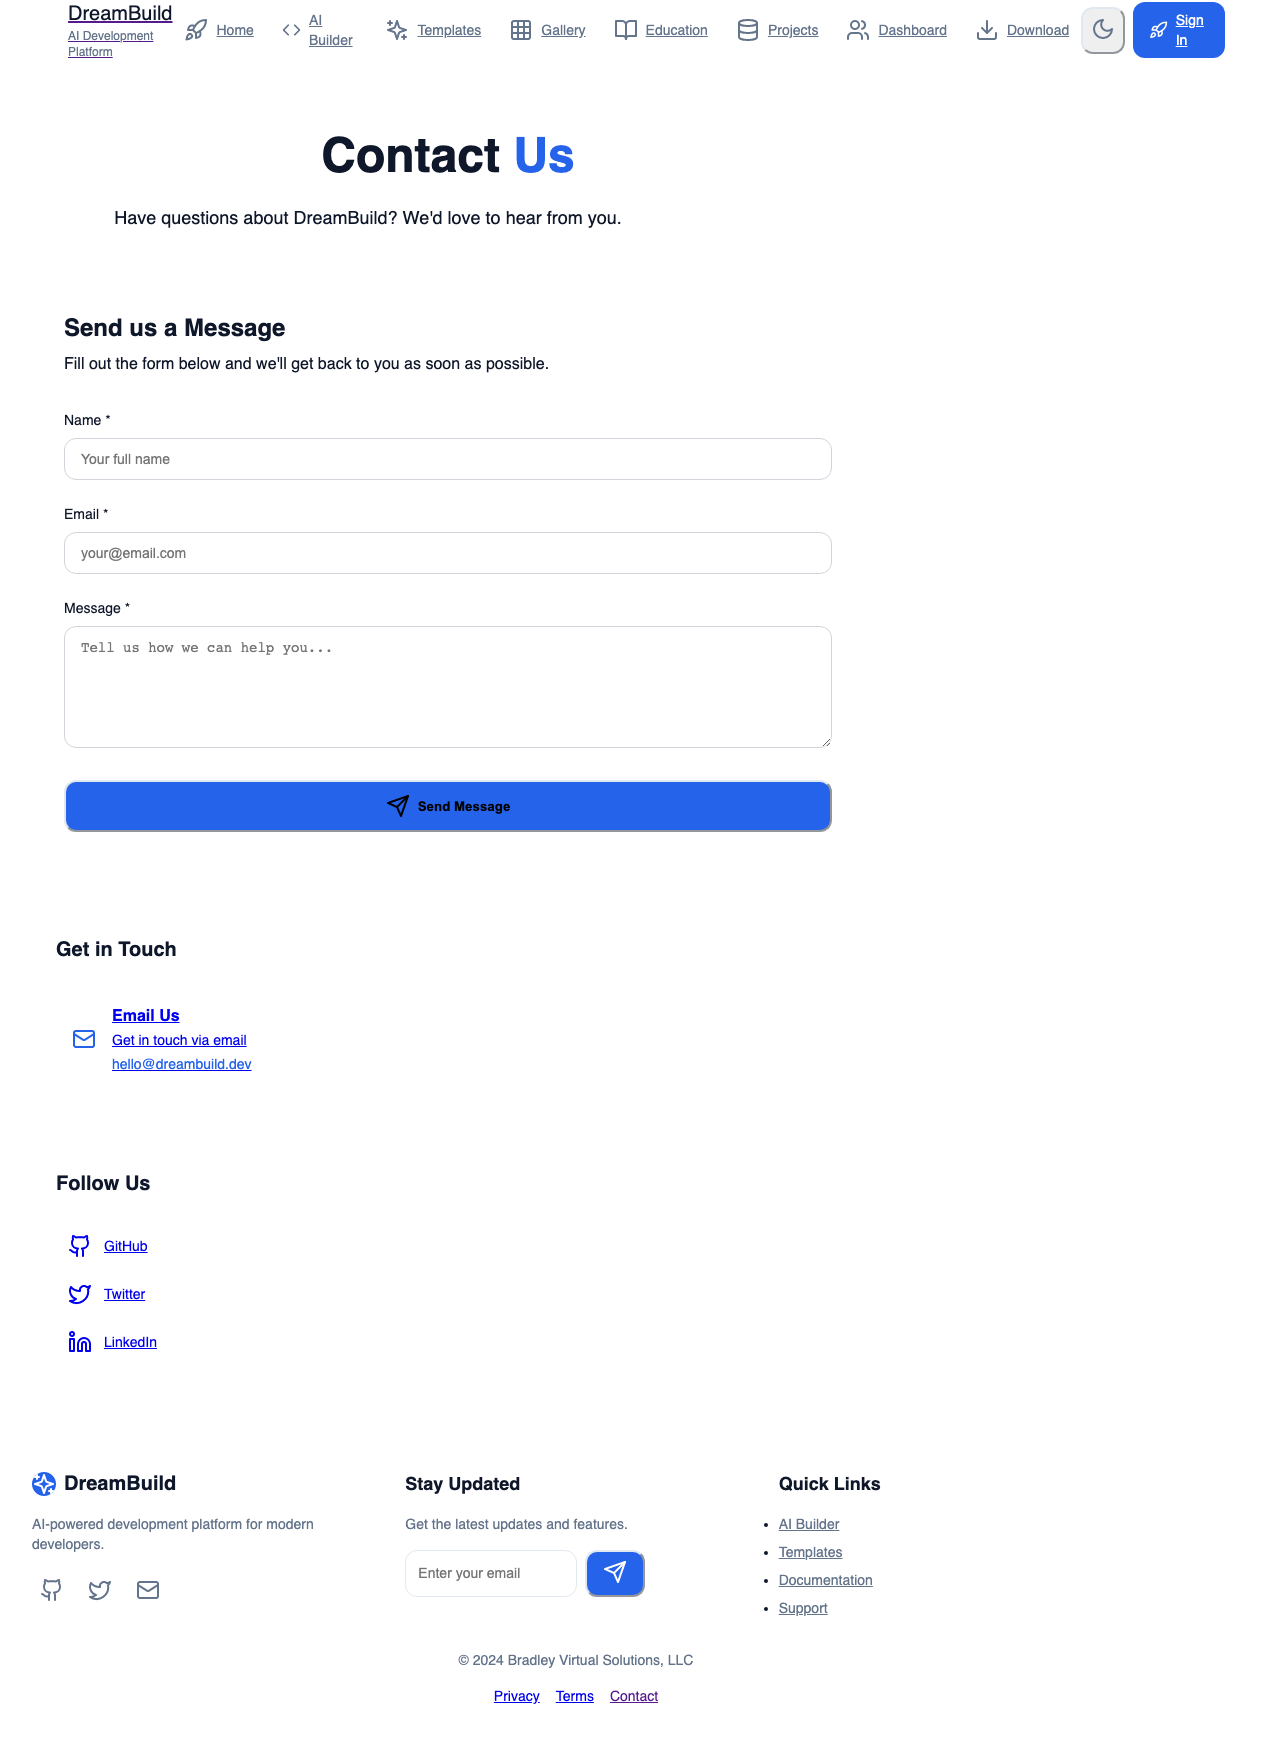 DreamBuild
AI Development
Platform
Home
AI
Builder
Templates
Gallery
Education
Projects
Dashboard
Download
Sign
In
Contact Us
Have questions about DreamBuild? We'd love to hear from you.
Send us a Message
Fill out the form below and we'll get back to you as soon as possible.
Name *
Your full name
Email *
your@email.com
Message *
Tell us how we can help you...
Send Message
Get in Touch
Email Us
Get in touch via email
hello@dreambuild.dev
Follow Us
GitHub
Twitter
LinkedIn
DreamBuild
AI-powered development platform for modern
developers.
Stay Updated
Get the latest updates and features.
Enter your email
Quick Links
AI Builder
Templates
Documentation
Support
© 2024 Bradley Virtual Solutions, LLC
Privacy Terms Contact